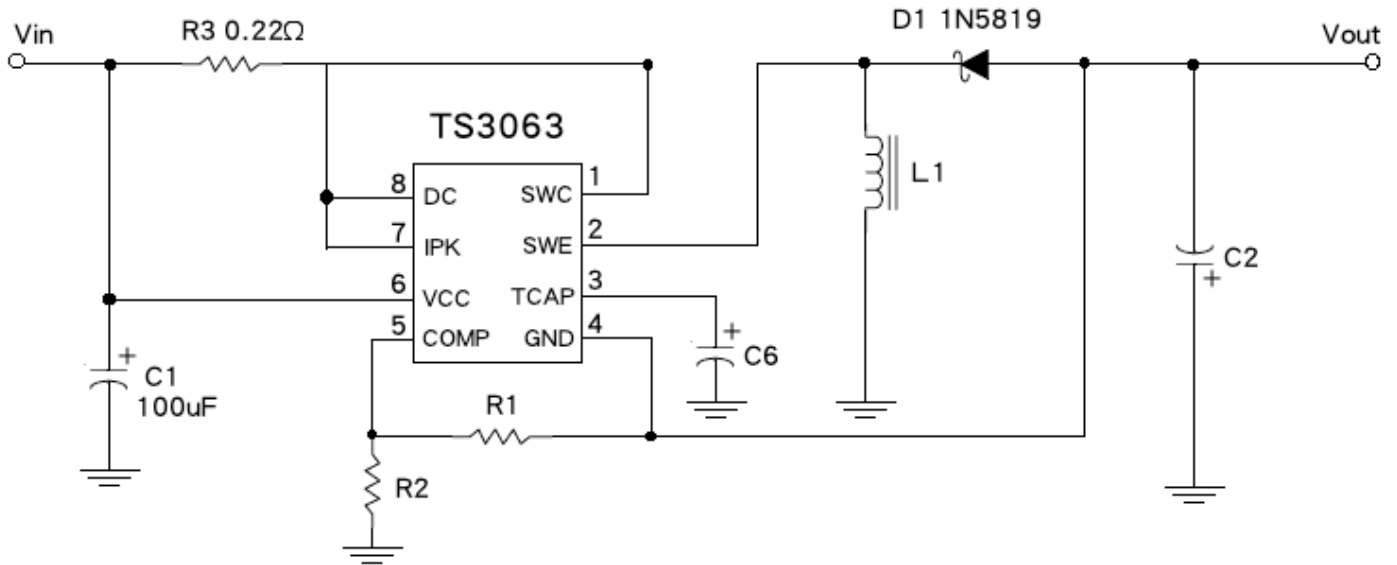 Vin
R3 0.22Ω
D1 1N5819
Vout
TS3063
8 DC SWC 1
7 IPK SWE 2
6 VCC TCAP 3
5 COMP GND 4
L1
C2
+
+
C6
+
C1
100uF
R1
R2